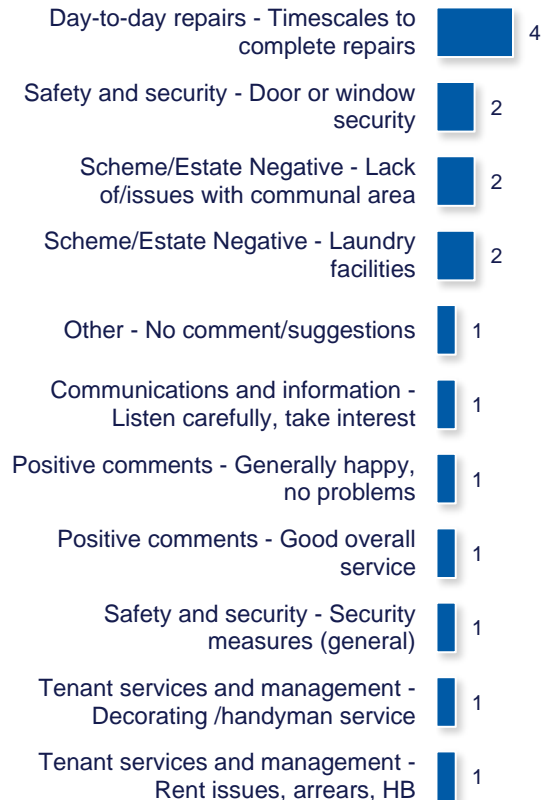 Day-to-day repairs - Timescales to
complete repairs
4
Safety and security - Door or window
security
2
Scheme/Estate Negative - Lack
of/issues with communal area
2
Scheme/Estate Negative - Laundry
facilities
2
Other - No comment/suggestions
1
Communications and information -
Listen carefully, take interest
1
Positive comments - Generally happy,
no problems
1
Positive comments - Good overall
service
1
Safety and security - Security
measures (general)
1
Tenant services and management -
Decorating /handyman service
1
Tenant services and management -
Rent issues, arrears, HB
1